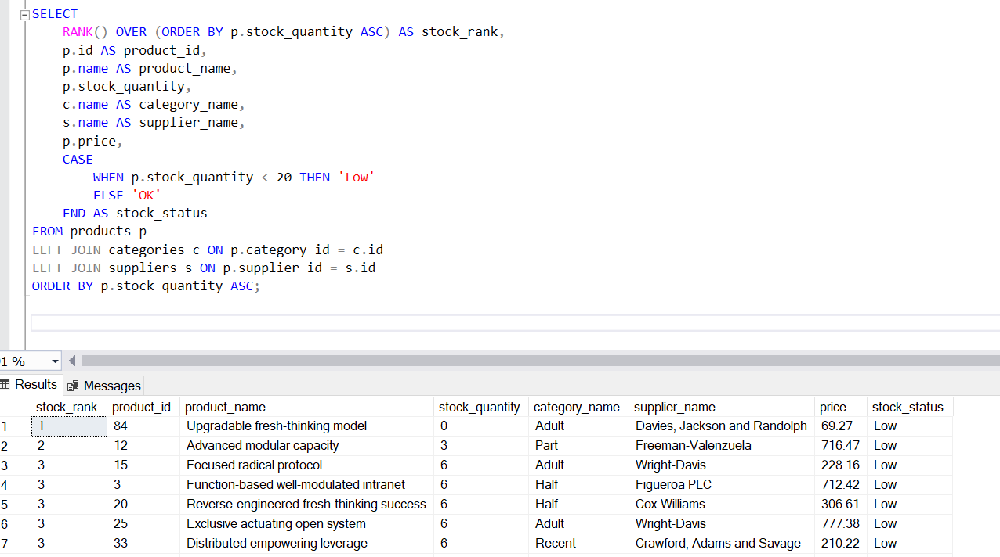 SELECT
RANK() OVER (ORDER BY p.stock_quantity ASC) AS stock_rank,
p.id AS product_id,
p.name AS product_name,
p.stock_quantity,
c.name AS category_name,
s.name AS supplier_name,
p.price,
CASE
WHEN p.stock_quantity < 20 THEN 'Low'
ELSE 'OK'
END AS stock_status
FROM products p
LEFT JOIN categories c ON p.category_id = c.id
LEFT JOIN suppliers s ON p.supplier_id = s.id
ORDER BY p.stock_quantity ASC;
1 %
Results Messages
stock_rank product_id product_name stock_quantity category_name supplier_name price stock_status
1 1 84 Upgradable fresh-thinking model 0 Adult Davies, Jackson and Randolph 69.27 Low
2 2 12 Advanced modular capacity 3 Part Freeman-Valenzuela 716.47 Low
3 3 15 Focused radical protocol 6 Adult Wright-Davis 228.16 Low
4 3 3 Function-based well-modulated intranet 6 Half Figueroa PLC 712.42 Low
5 3 20 Reverse-engineered fresh-thinking success 6 Half Cox-Williams 306.61 Low
6 3 25 Exclusive actuating open system 6 Adult Wright-Davis 777.38 Low
7 3 33 Distributed empowering leverage 6 Recent Crawford, Adams and Savage 210.22 Low